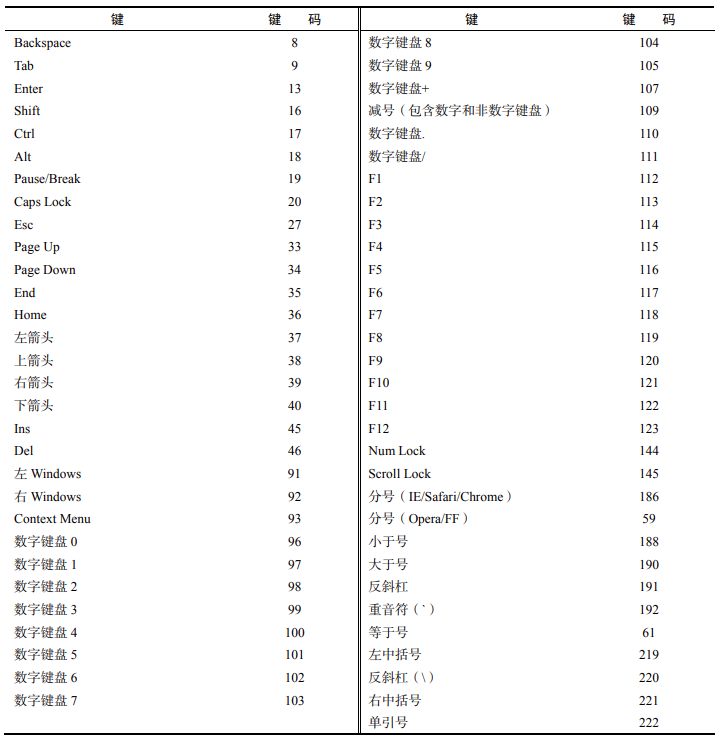 键 键 码 键 键 码
Backspace 8 数字键盘 8 104
Tab 9 数字键盘 9 105
Enter 13 数字键盘+ 107
Shift 16 减号（包含数字和非数字键盘） 109
Ctrl 17 数字键盘. 110
Alt 18 数字键盘/ 111
Pause/Break 19 F1 112
Caps Lock 20 F2 113
Esc 27 F3 114
Page Up 33 F4 115
Page Down 34 F5 116
End 35 F6 117
Home 36 F7 118
左箭头 37 F8 119
上箭头 38 F9 120
右箭头 39 F10 121
下箭头 40 F11 122
Ins 45 F12 123
Del 46 Num Lock 144
左 Windows 91 Scroll Lock 145
右 Windows 92 分号（IE/Safari/Chrome） 186
Context Menu 93 分号（Opera/FF） 59
数字键盘 0 96 小于号 188
数字键盘 1 97 大于号 190
数字键盘 2 98 反斜杠 191
数字键盘 3 99 重音符（`） 192
数字键盘 4 100 等于号 61
数字键盘 5 101 左中括号 219
数字键盘 6 102 反斜杠（\） 220
数字键盘 7 103 右中括号 221
单引号 222